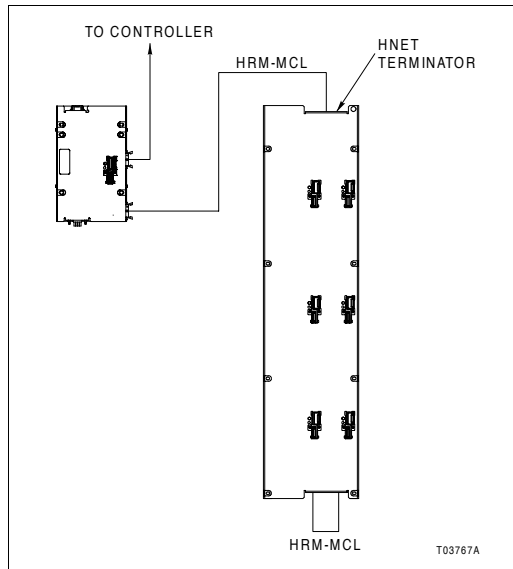 TO CONTROLLER
HRM-MCL
HNET
TERMINATOR
HRM-MCL
T03767A